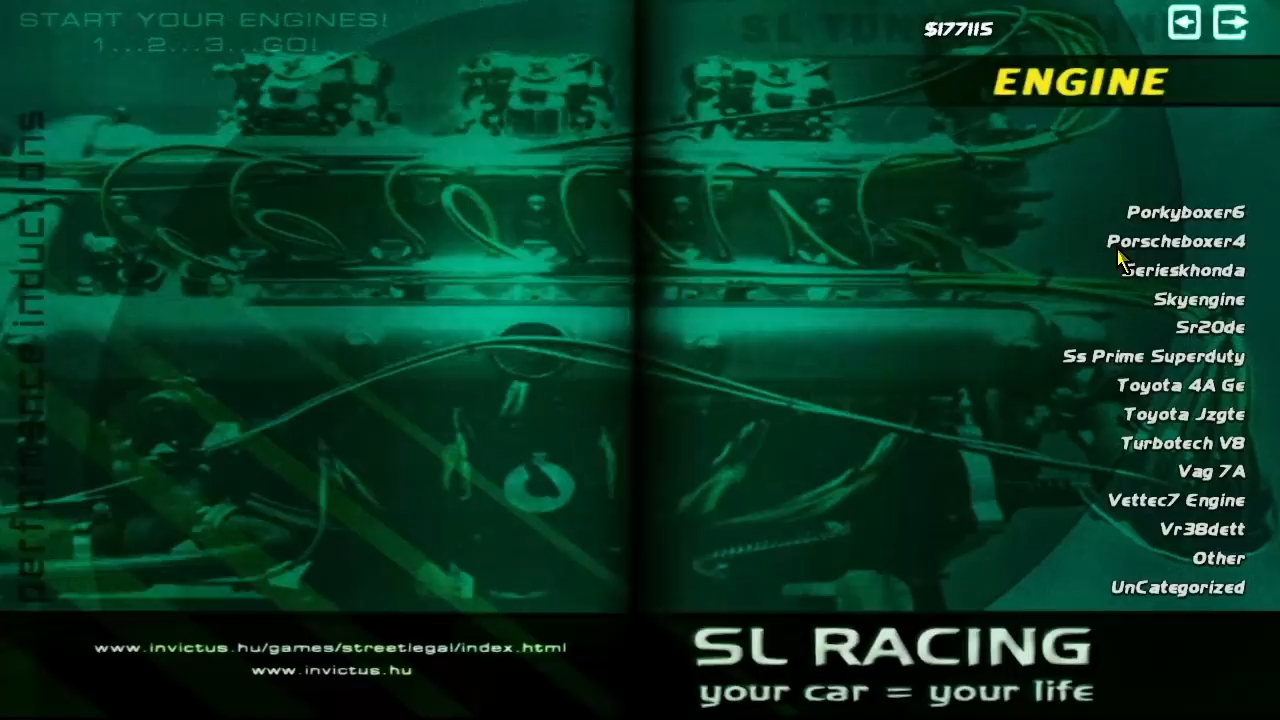 START YOUR ENGINES!
1...2...3...GO!
$177115
ENGINE
performance inductions
Porkyboxer6
Porscheboxer4
Serieskhonda
Skyengine
Sr20de
Ss Prime Superduty
Toyota 4A Ge
Toyota Jzgte
Turbotech V8
Vag 7A
Vettec7 Engine
Vr38dett
Other
UnCategorized
www.invictus.hu/games/streetlegal/index.html
www.invictus.hu
SL RACING
your car = your life